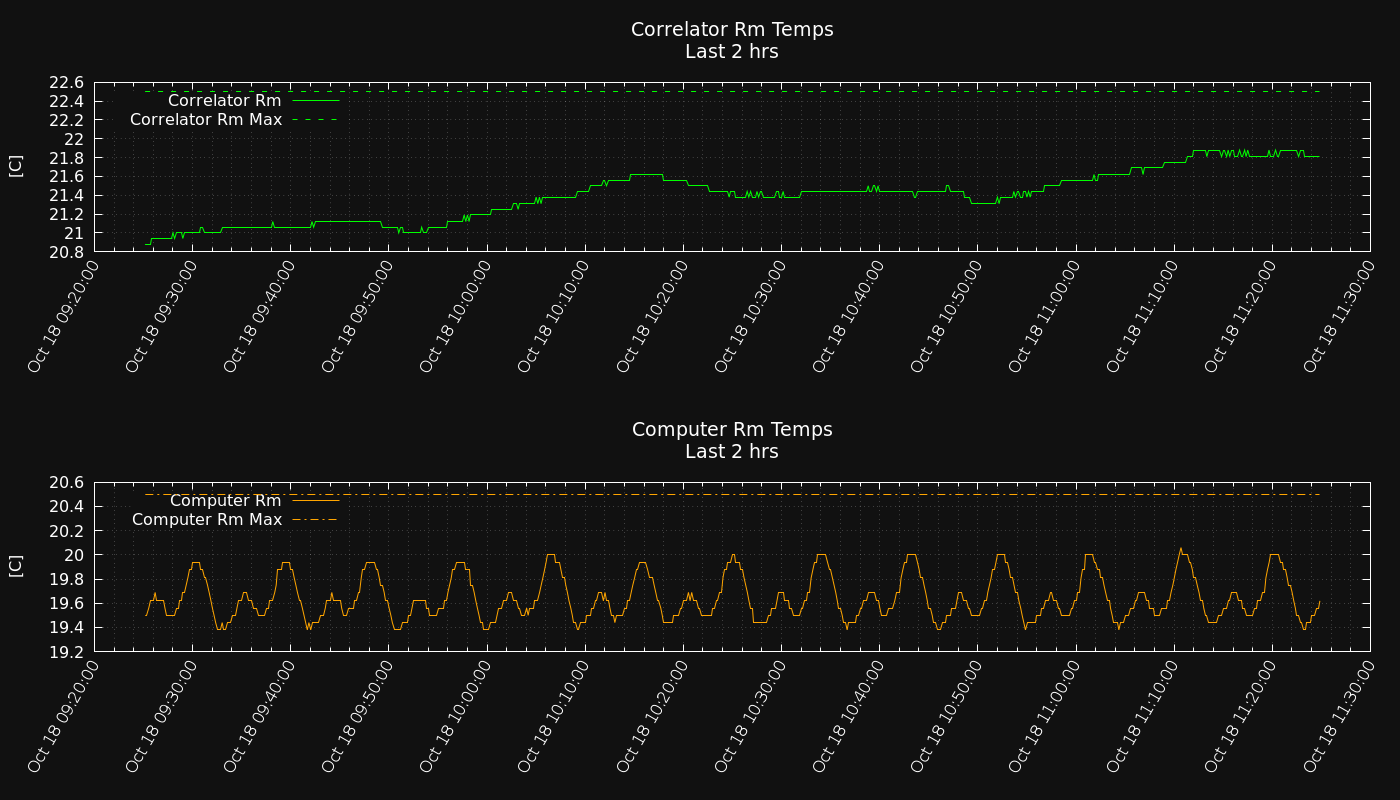 Correlator Rm Temps
Last 2 hrs
22.6
22.4
22.2
22
21.8
21.6
21.4
21.2
21
20.8
[C]
Correlator Rm
Correlator Rm Max
Oct 18 09:20:00
Oct 18 09:30:00
Oct 18 09:40:00
Oct 18 09:50:00
Oct 18 10:00:00
Oct 18 10:10:00
Oct 18 10:20:00
Oct 18 10:30:00
Oct 18 10:40:00
Oct 18 10:50:00
Oct 18 11:00:00
Oct 18 11:10:00
Oct 18 11:20:00
Oct 18 11:30:00
Computer Rm Temps
Last 2 hrs
20.6
20.4
20.2
20
19.8
19.6
19.4
19.2
[C]
Computer Rm
Computer Rm Max
Oct 18 09:20:00
Oct 18 09:30:00
Oct 18 09:40:00
Oct 18 09:50:00
Oct 18 10:00:00
Oct 18 10:10:00
Oct 18 10:20:00
Oct 18 10:30:00
Oct 18 10:40:00
Oct 18 10:50:00
Oct 18 11:00:00
Oct 18 11:10:00
Oct 18 11:20:00
Oct 18 11:30:00